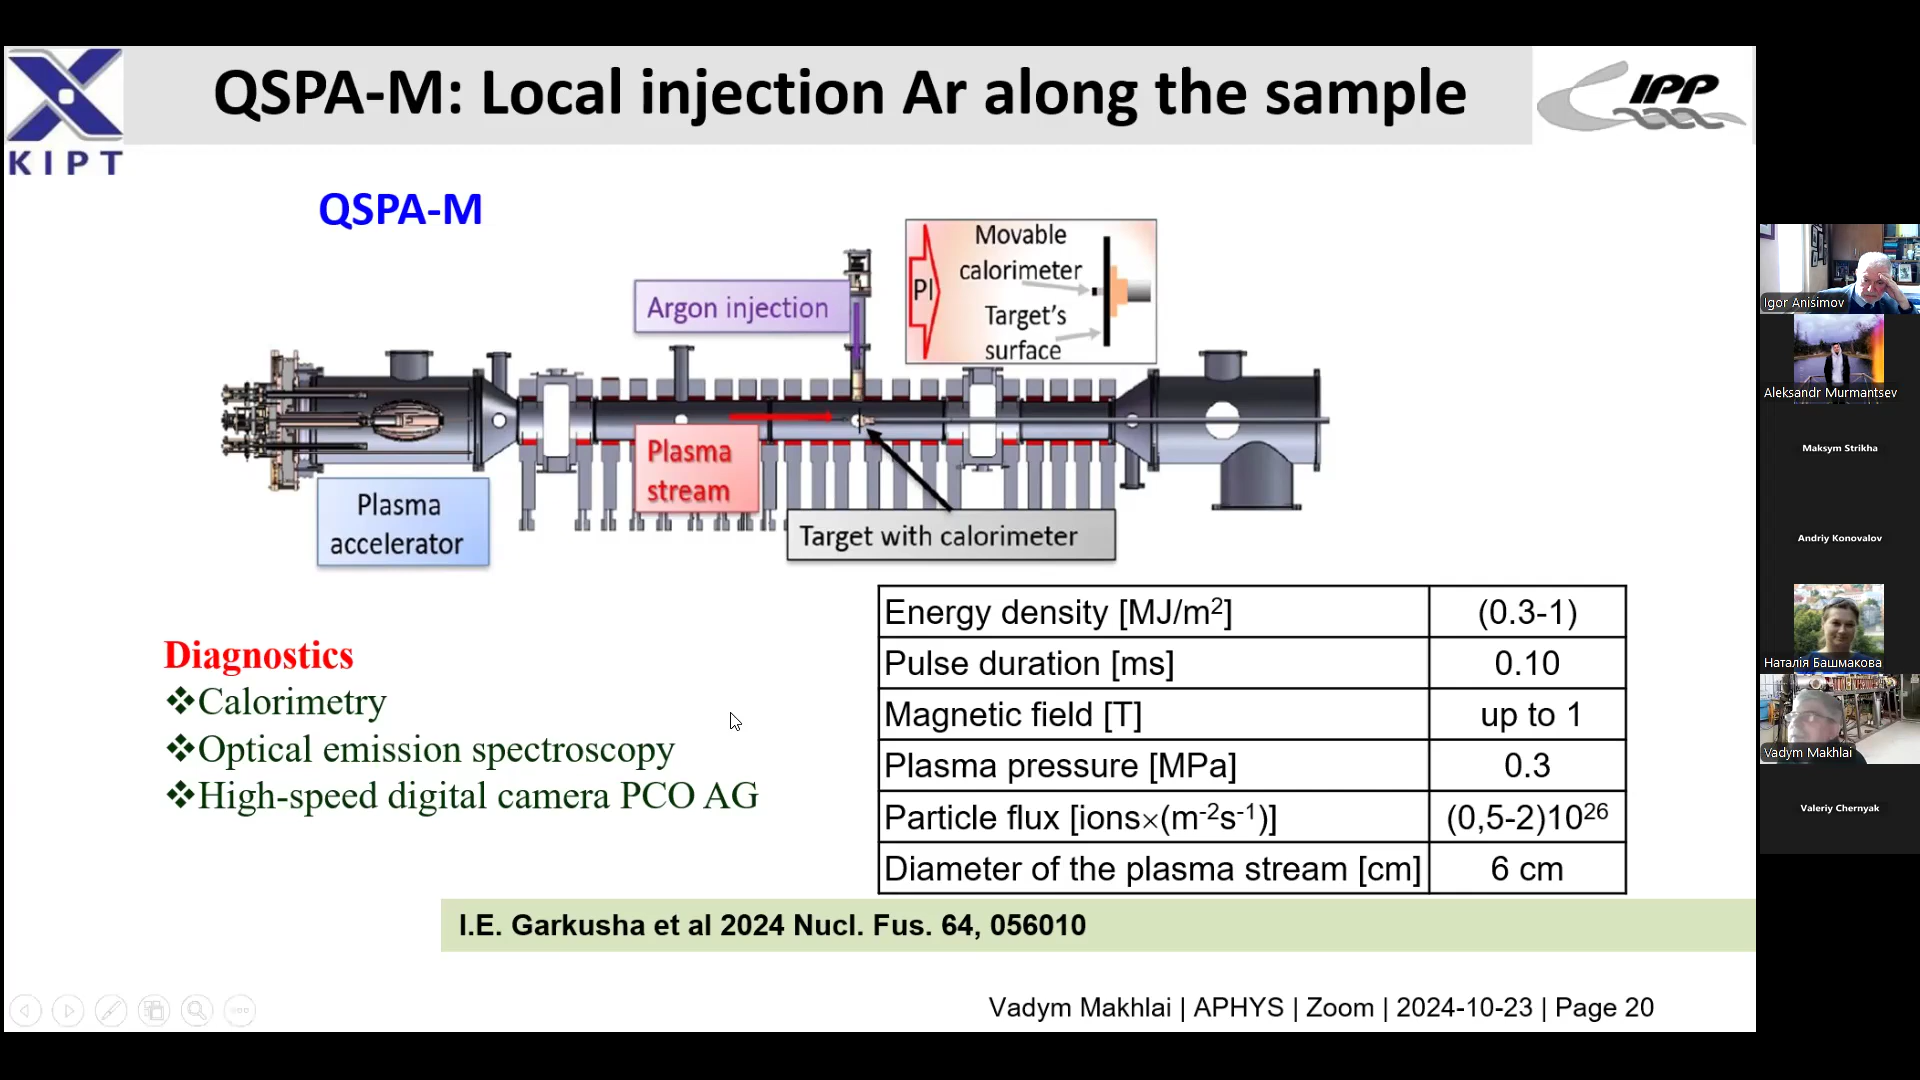 QSPA-M: Local injection Ar along the sample
KIPT
IPP
QSPA-M
Argon injection
Movable
calorimeter
PI
Target's
surface
Plasma
stream
Plasma
accelerator
Target with calorimeter
Diagnostics
❖Calorimetry
❖Optical emission spectroscopy
❖High-speed digital camera PCO AG
Energy density [MJ/m²] (0.3-1)
Pulse duration [ms] 0.10
Magnetic field [T] up to 1
Plasma pressure [MPa] 0.3
Particle flux [ions×(m⁻²s⁻¹)] (0,5-2)10²⁶
Diameter of the plasma stream [cm] 6 cm
I.E. Garkusha et al 2024 Nucl. Fus. 64, 056010
Vadym Makhlai | APHYS | Zoom | 2024-10-23 | Page 20
Igor Anisimov
Aleksandr Murmantsev
Maksym Strikha
Andriy Konovalov
Наталія Башмакова
Vadym Makhlai
Valeriy Chernyak